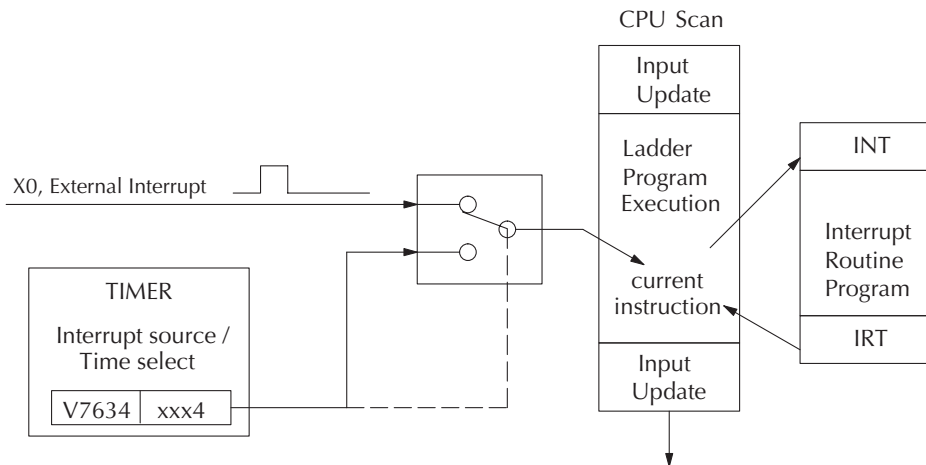 CPU Scan
Input
Update
Ladder
Program
Execution
current
instruction
Input
Update
INT
Interrupt
Routine
Program
IRT
X0, External Interrupt
TIMER
Interrupt source /
Time select
V7634 xxx4